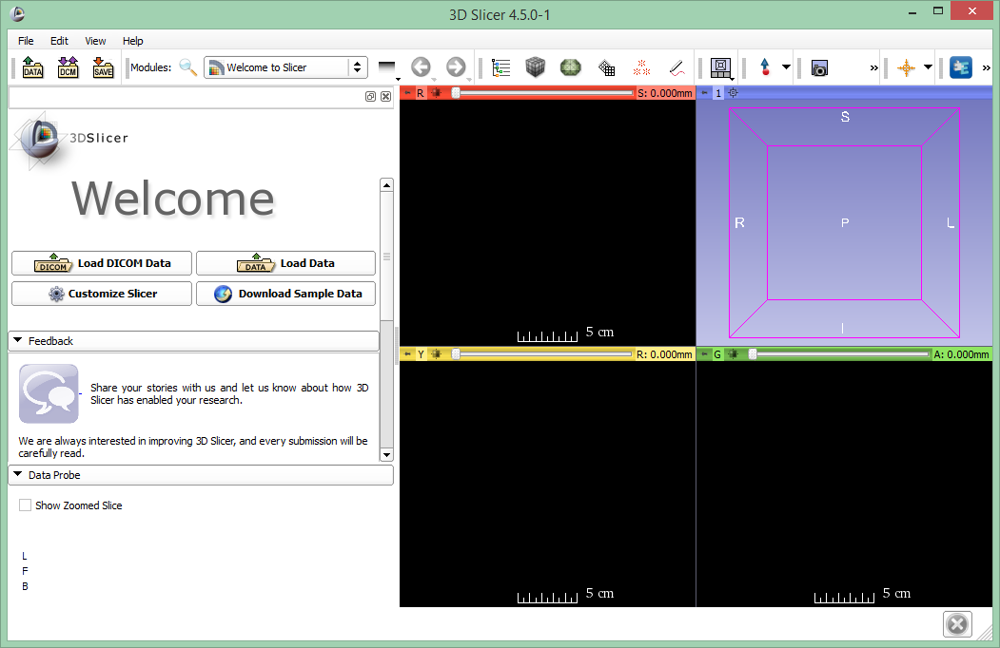 3D Slicer 4.5.0-1
File Edit View Help
DATA DCM SAVE Modules: Welcome to Slicer
R S: 0.000mm 1
3DSlicer
Welcome
DICOM Load DICOM Data DATA Load Data
Customize Slicer Download Sample Data
Feedback
Share your stories with us and let us know about how 3D
Slicer has enabled your research.
We are always interested in improving 3D Slicer, and every submission will be
carefully read.
Data Probe
Show Zoomed Slice
L
F
B
5 cm
S
R P L
I
Y R: 0.000mm G A: 0.000mm
5 cm 5 cm